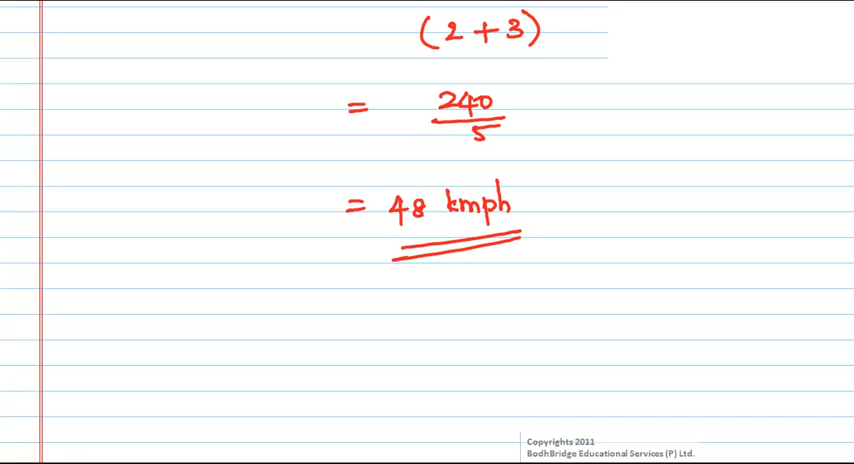 (2 + 3)
= 240
5
= 48 kmph
Copyrights 2011
BodhBridge Educational Services (P) Ltd.